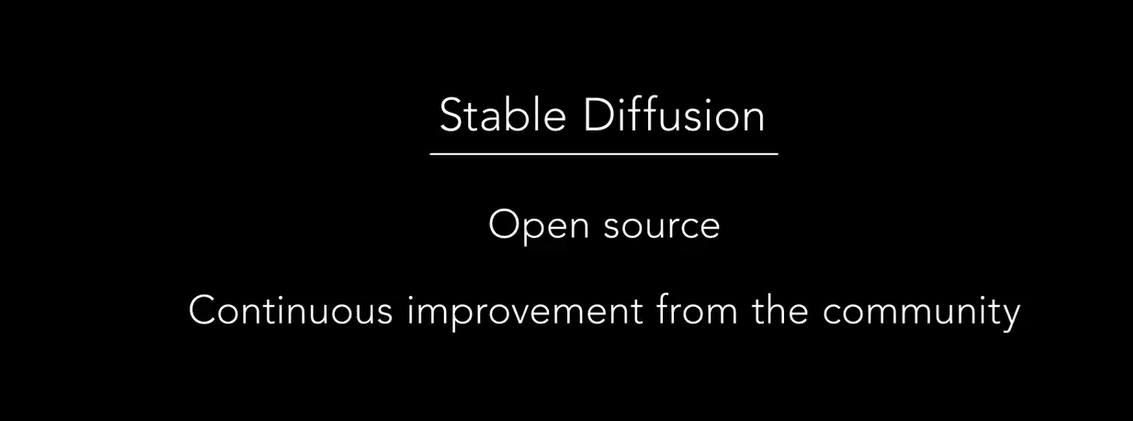 Stable Diffusion
Open source
Continuous improvement from the community